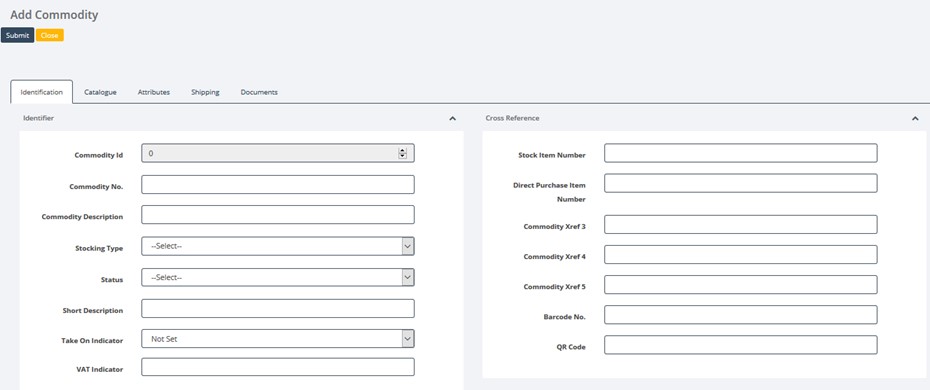 Add Commodity
Submit Close
Identification Catalogue Attributes Shipping Documents
Identifier
Commodity Id 0
Commodity No.
Commodity Description
Stocking Type --Select--
Status --Select--
Short Description
Take On Indicator Not Set
VAT Indicator
Cross Reference
Stock Item Number
Direct Purchase Item
Number
Commodity Xref 3
Commodity Xref 4
Commodity Xref 5
Barcode No.
QR Code